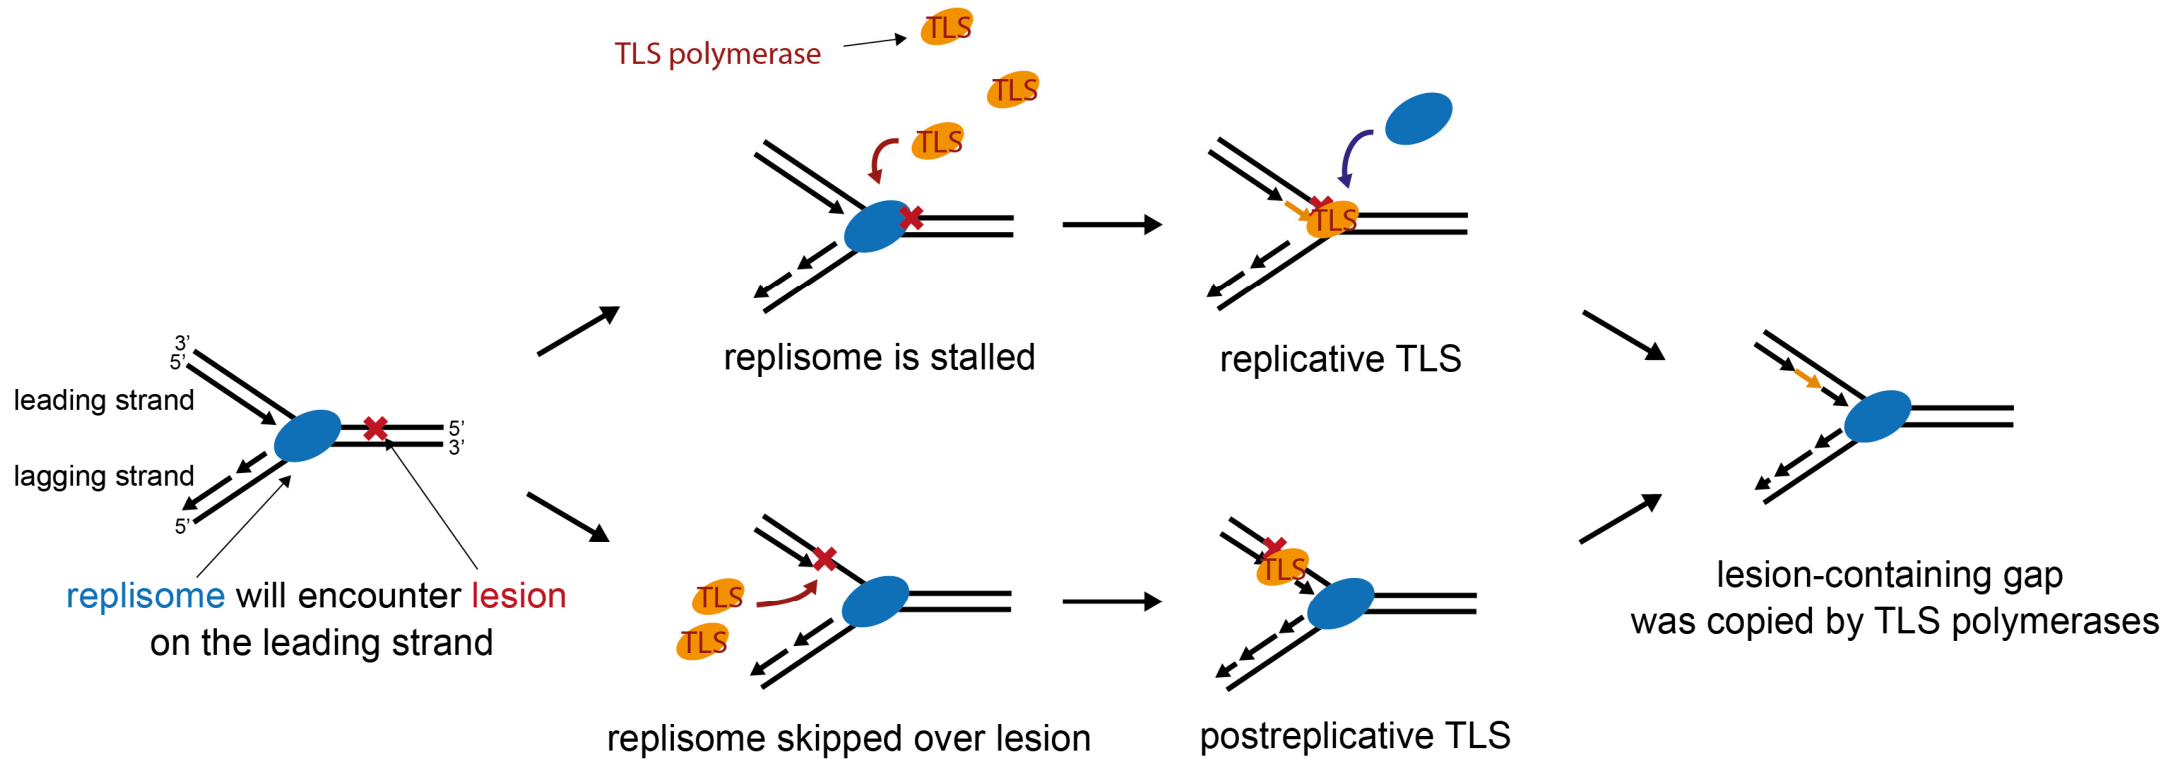 TLS
TLS polymerase
TLS
TLS
TLS
replisome is stalled
replicative TLS
3’
5’
leading strand
5’
3’
lagging strand
5’
replisome will encounter lesion
on the leading strand
TLS
TLS
replisome skipped over lesion
TLS
postreplicative TLS
lesion-containing gap
was copied by TLS polymerases